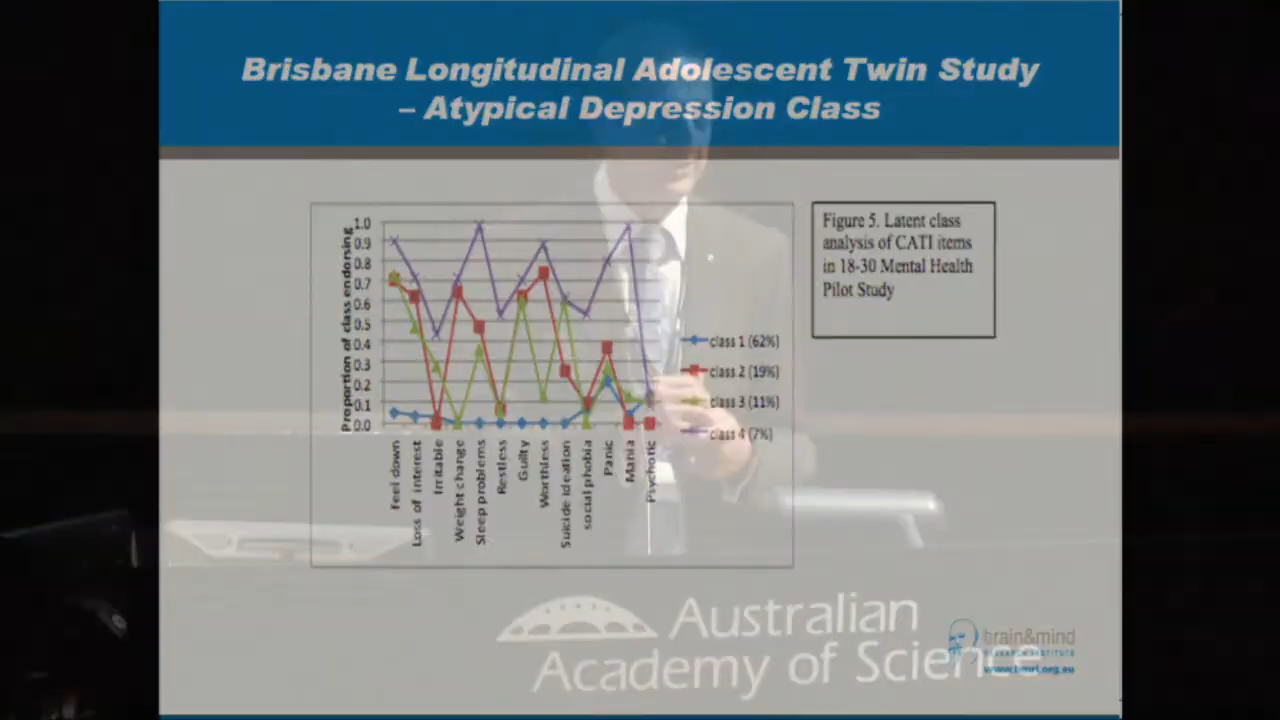 Brisbane Longitudinal Adolescent Twin Study
– Atypical Depression Class
Proportion of class endorsing
1.0
0.9
0.8
0.7
0.6
0.5
0.4
0.3
0.2
0.1
0.0
Feel down
Loss of interest
Irritable
Weight change
Sleep problems
Restless
Guilty
Worthless
Suicide ideation
social phobia
Panic
Mania
Psychotic
class 1 (62%)
class 2 (19%)
class 3 (11%)
class 4 (7%)
Figure 5. Latent class
analysis of CATI items
in 18-30 Mental Health
Pilot Study
Australian
Academy of Science
brain&mind
RESEARCH INSTITUTE
www.bmri.org.au